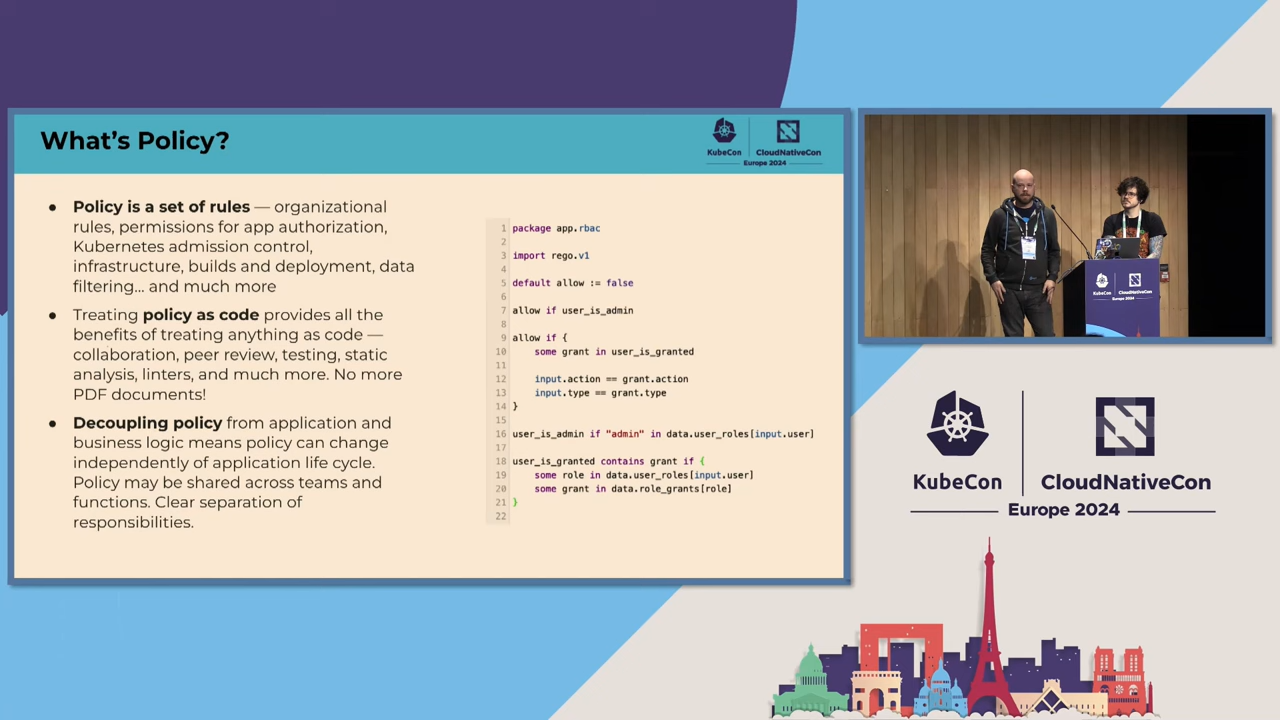 What's Policy?
KubeCon
CloudNativeCon
Europe 2024
● Policy is a set of rules — organizational
rules, permissions for app authorization,
Kubernetes admission control,
infrastructure, builds and deployment, data
filtering… and much more
● Treating policy as code provides all the
benefits of treating anything as code —
collaboration, peer review, testing, static
analysis, linters, and much more. No more
PDF documents!
● Decoupling policy from application and
business logic means policy can change
independently of application life cycle.
Policy may be shared across teams and
functions. Clear separation of
responsibilities.
1 package app.rbac
2
3 import rego.v1
4
5 default allow := false
6
7 allow if user_is_admin
8
9 allow if {
10     some grant in user_is_granted
11
12     input.action == grant.action
13     input.type == grant.type
14 }
15
16 user_is_admin if "admin" in data.user_roles[input.user]
17
18 user_is_granted contains grant if {
19     some role in data.user_roles[input.user]
20     some grant in data.role_grants[role]
21 }
22
KubeCon
CloudNativeCon
Europe 2024
KubeCon
CloudNativeCon
Europe 2024